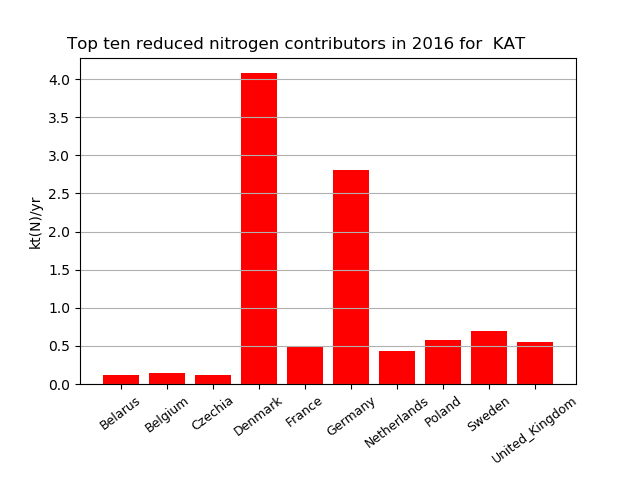 Top ten reduced nitrogen contributors in 2016 for  KAT
kt(N)/yr
4.0
3.5
3.0
2.5
2.0
1.5
1.0
0.5
0.0
Belarus
Belgium
Czechia
Denmark
France
Germany
Netherlands
Poland
Sweden
United_Kingdom